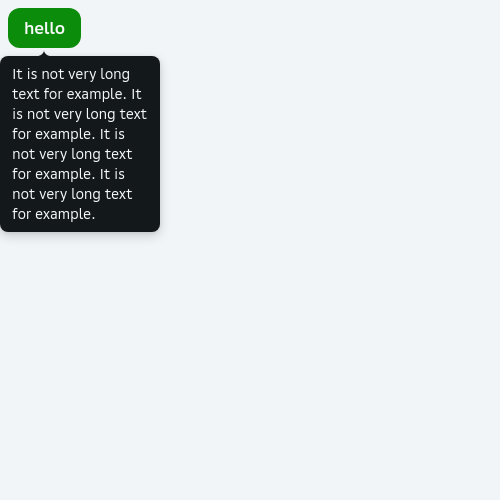 hello
It is not very long
text for example. It
is not very long text
for example. It is
not very long text
for example. It is
not very long text
for example.